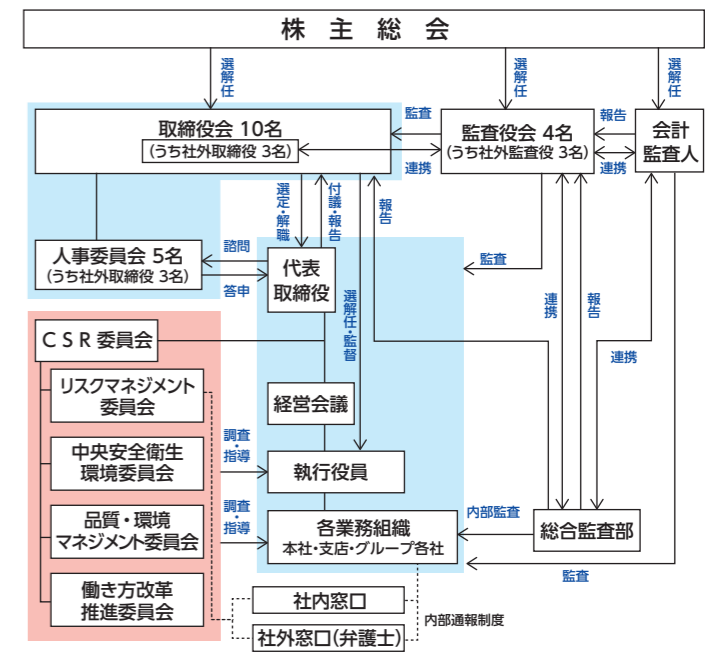 株主総会
選解任
選解任
選解任
取締役会 10名
(うち社外取締役 3名)
監査
連携
監査役会 4名
(うち社外監査役 3名)
報告
連携
会計
監査人
選定・解職
付議・報告
報告
人事委員会 5名
(うち社外取締役 3名)
諮問
答申
代表
取締役
監査
選解任・監督
連携
報告
連携
CSR委員会
リスクマネジメント
委員会
経営会議
中央安全衛生
環境委員会
調査・指導
執行役員
品質・環境
マネジメント委員会
調査・指導
各業務組織
本社・支店・グループ各社
内部監査
総合監査部
監査
働き方改革
推進委員会
社内窓口
内部通報制度
社外窓口(弁護士)